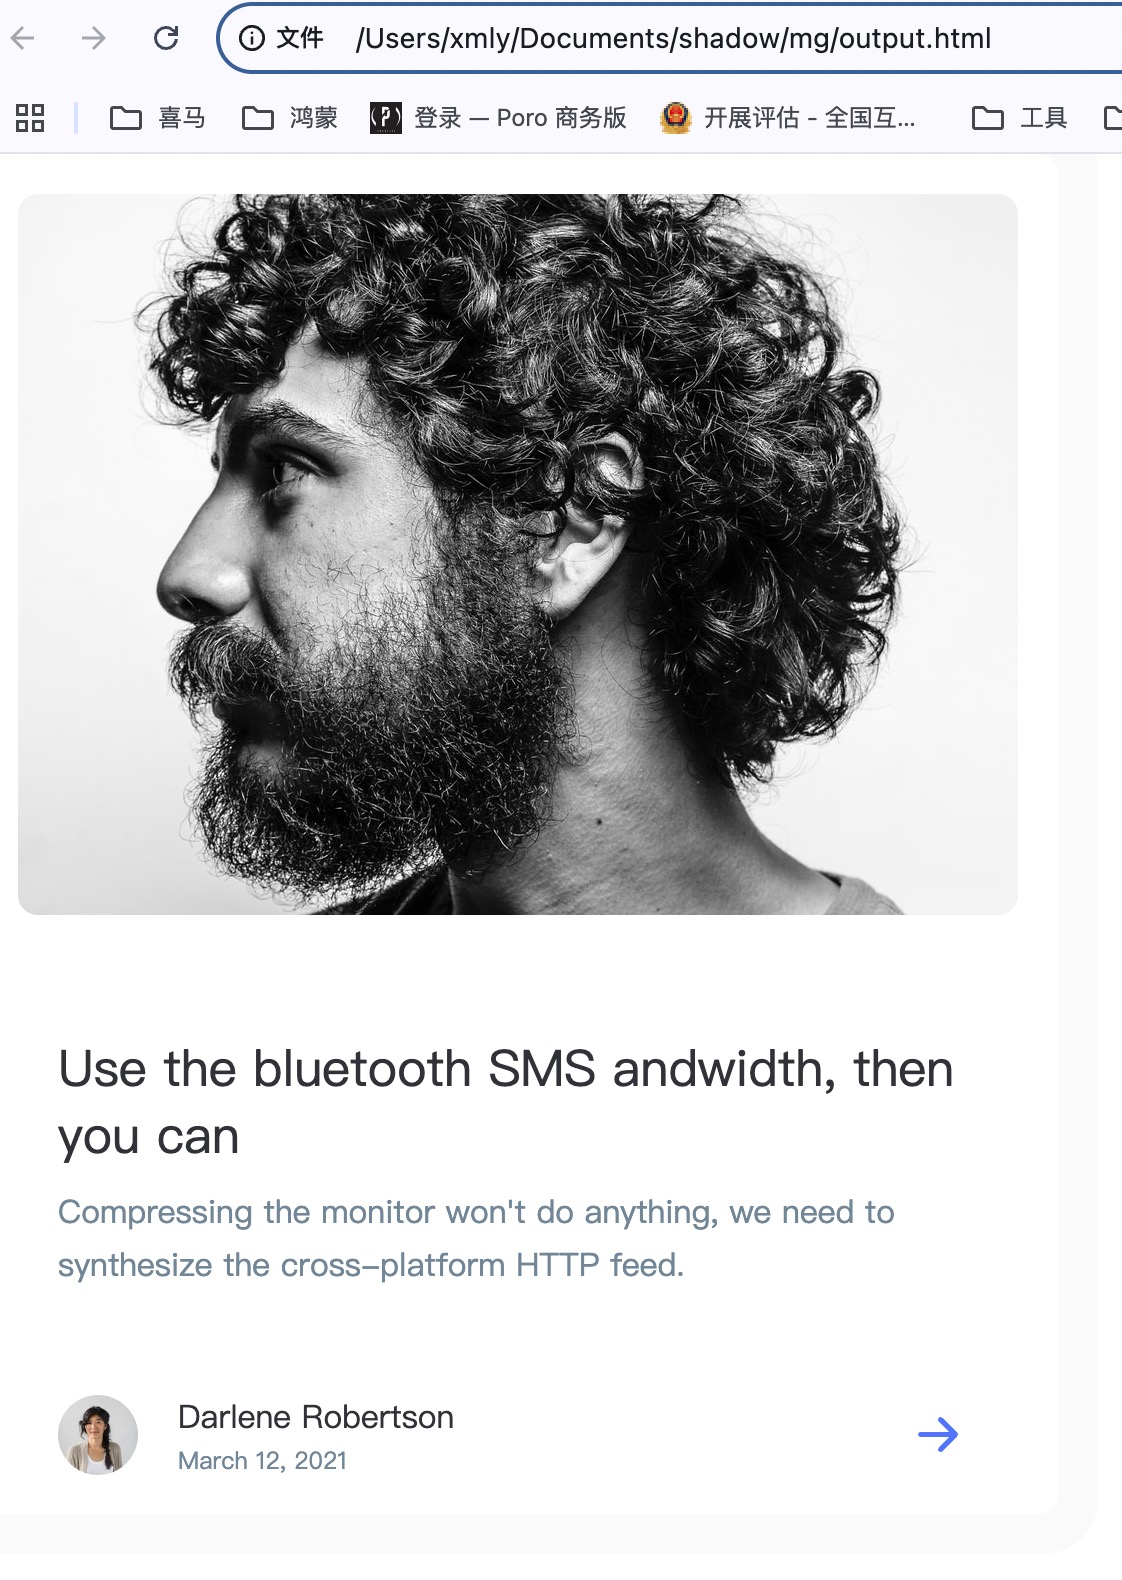 文件 /Users/xmly/Documents/shadow/mg/output.html
喜马 鸿蒙 登录 — Poro 商务版 开展评估 - 全国互... 工具
Use the bluetooth SMS andwidth, then
you can
Compressing the monitor won't do anything, we need to
synthesize the cross–platform HTTP feed.
Darlene Robertson
March 12, 2021